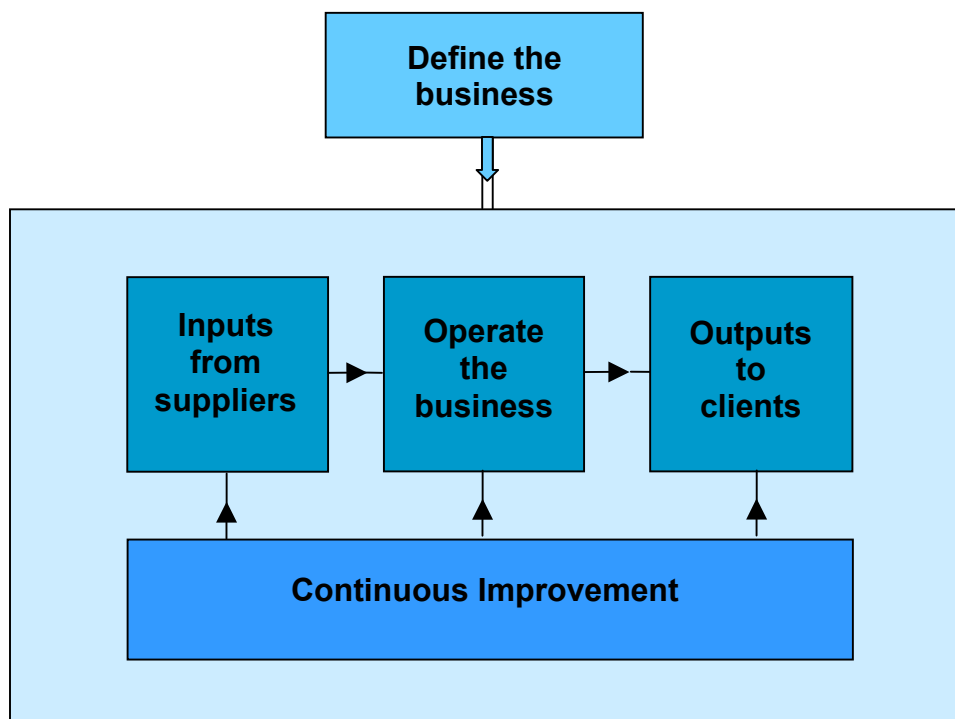 Define the
business
Inputs
from
suppliers
Operate
the
business
Outputs
to
clients
Continuous Improvement